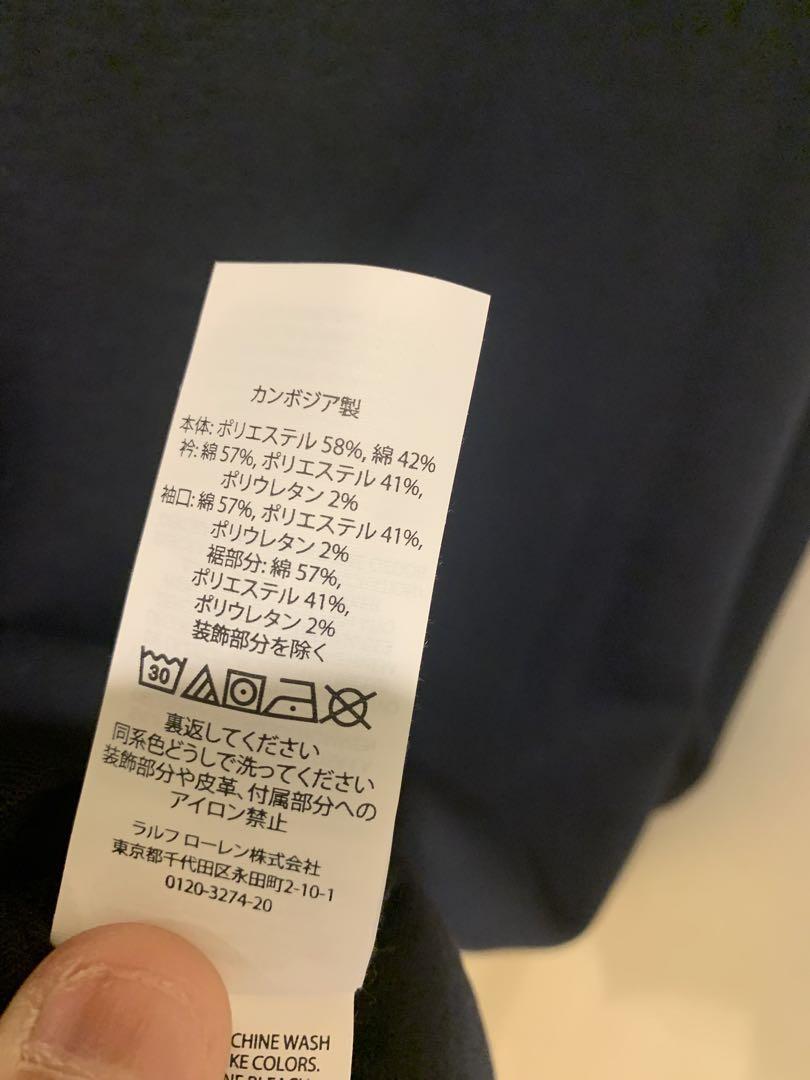 カンボジア製
本体: ポリエステル 58%, 綿 42%
衿: 綿 57%, ポリエステル 41%,
ポリウレタン 2%
袖口: 綿 57%, ポリエステル 41%,
ポリウレタン 2%
裾部分: 綿 57%,
ポリエステル 41%,
ポリウレタン 2%
装飾部分を除く
30
裏返してください
同系色どうしで洗ってください
装飾部分や皮革、付属部分への
アイロン禁止
ラルフ ローレン株式会社
東京都千代田区永田町2-10-1
0120-3274-20
CHINE WASH
KE COLORS.